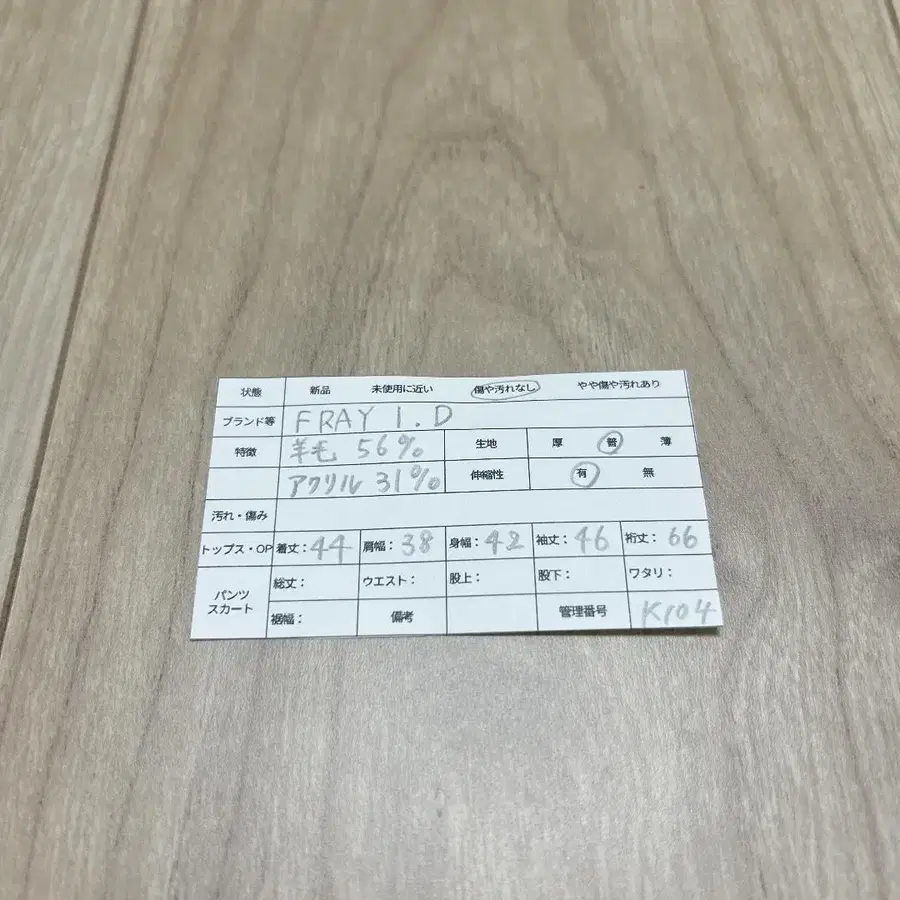 状態 新品 未使用に近い 傷や汚れなし やや傷や汚れあり
ブランド等 FRAY I.D
特徴 羊毛 56% 生地 厚 普 薄
アクリル 31% 伸縮性 有 無
汚れ・傷み
トップス・OP 着丈:44 肩幅:38 身幅:42 袖丈:46 裄丈:66
パンツ スカート 総丈: ウエスト: 股上: 股下: ワタリ:
裾幅: 備考 管理番号 K104